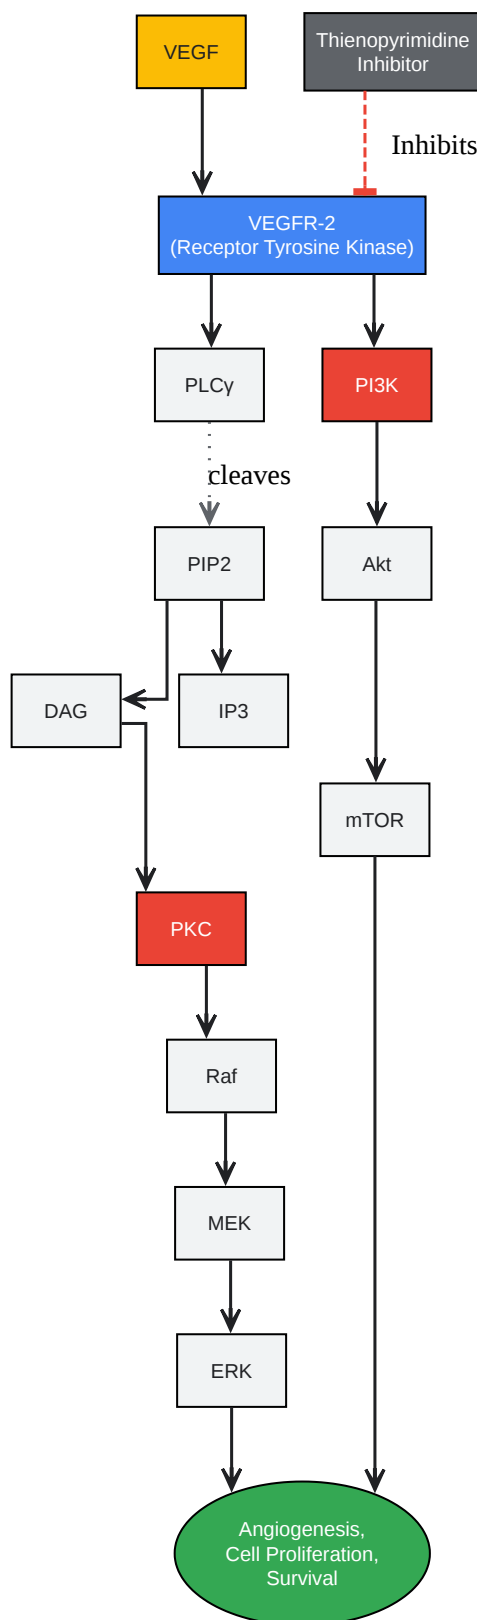 VEGF
Thienopyrimidine
Inhibitor
Inhibits
VEGFR-2
(Receptor Tyrosine Kinase)
PLCγ
PI3K
cleaves
PIP2
Akt
DAG
IP3
mTOR
PKC
Raf
MEK
ERK
Angiogenesis,
Cell Proliferation,
Survival